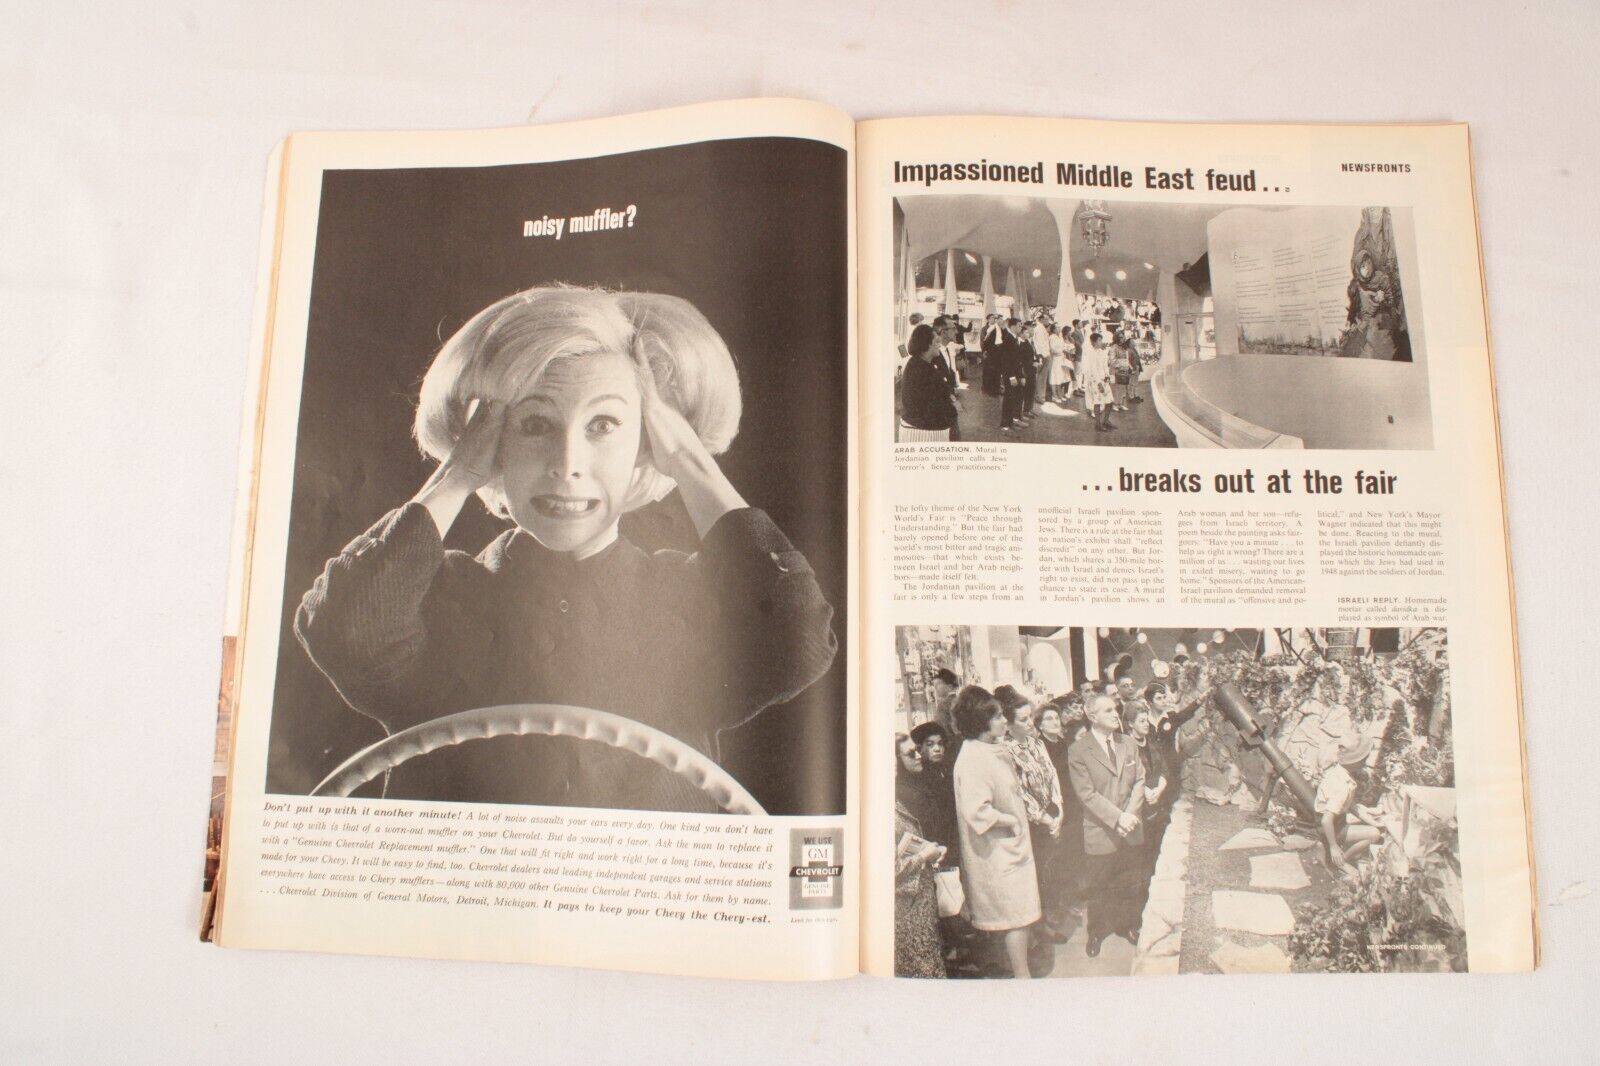 noisy muffler?
Don't put up with it another minute! A lot of noise assaults your ears every day. One kind you don't have
to put up with is that of a worn-out muffler on your Chevrolet. But do yourself a favor. Ask the man to replace it
with a "Genuine Chevrolet Replacement muffler." One that will fit right and work right for a long time, because it's
made for your Chevy. It will be easy to find, too. Chevrolet dealers and leading independent garages and service stations
everywhere have access to Chevy mufflers—along with 80,000 other Genuine Chevrolet Parts. Ask for them by name.
. . . Chevrolet Division of General Motors, Detroit, Michigan. It pays to keep your Chevy the Chevy-est.
WE USE
GM
CHEVROLET
GENUINE
PARTS
Look for this sign
Impassioned Middle East feud...
NEWSFRONTS
ARAB ACCUSATION. Mural in
Jordanian pavilion calls Jews
"terror's fierce practitioners."
...breaks out at the fair
The lofty theme of the New York
World's Fair is "Peace through
Understanding." But the fair had
barely opened before one of the
world's most bitter and tragic ani-
mosities—that which exists be-
tween Israel and her Arab neigh-
bors—made itself felt.
The Jordanian pavilion at the
fair is only a few steps from an
unofficial Israeli pavilion spon-
sored by a group of American
Jews. There is a rule at the fair that
no nation's exhibit shall "reflect
discredit" on any other. But Jor-
dan, which shares a 350-mile bor-
der with Israel and denies Israel's
right to exist, did not pass up the
chance to state its case. A mural
in Jordan's pavilion shows an
Arab woman and her son—refu-
gees from Israeli territory. A
poem beside the painting asks fair-
goers: "Have you a minute . . . to
help us right a wrong? There are a
million of us . . . wasting our lives
in exiled misery, waiting to go
home." Sponsors of the American-
Israel pavilion demanded removal
of the mural as "offensive and po-
litical," and New York's Mayor
Wagner indicated that this might
be done. Reacting to the mural,
the Israeli pavilion defiantly dis-
played the historic homemade can-
non which the Jews had used in
1948 against the soldiers of Jordan.
ISRAELI REPLY. Homemade
mortar called davidka is dis-
played as symbol of Arab war.
NEWSFRONTS CONTINUED